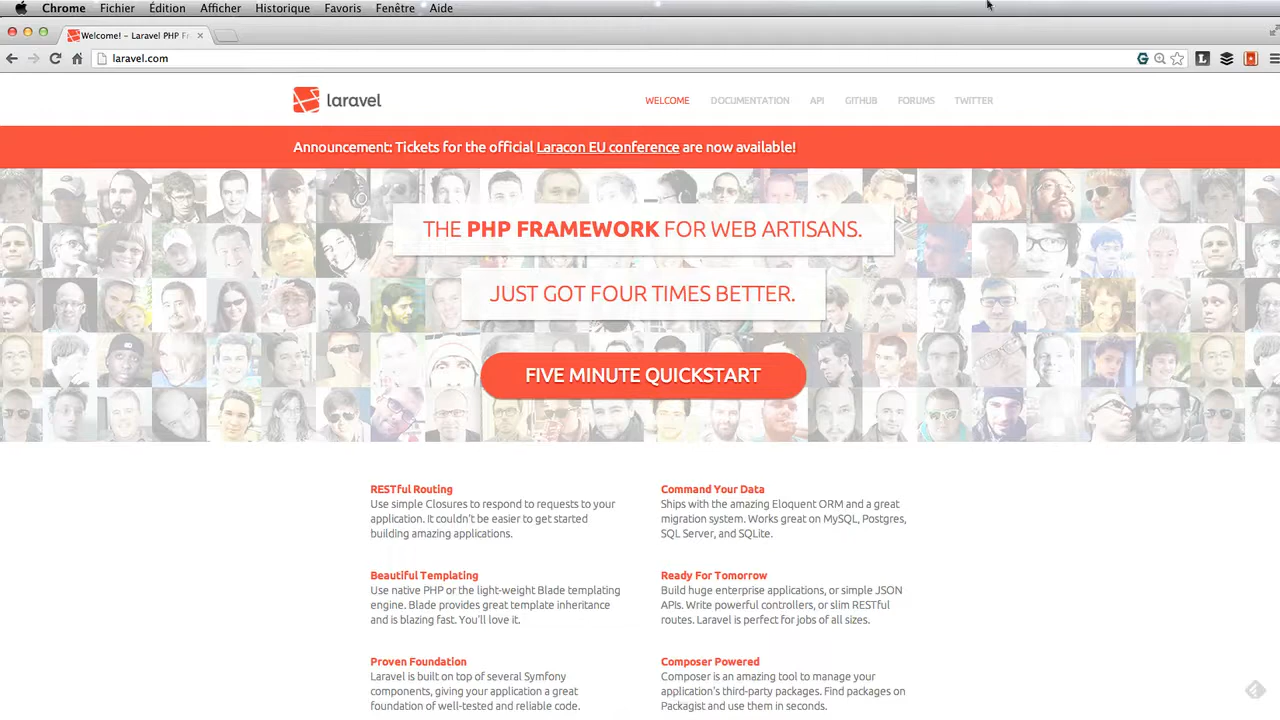 Chrome Fichier Édition Afficher Historique Favoris Fenêtre Aide
Welcome! - Laravel PHP Fr
laravel.com
laravel
WELCOME DOCUMENTATION API GITHUB FORUMS TWITTER
Announcement: Tickets for the official Laracon EU conference are now available!
THE PHP FRAMEWORK FOR WEB ARTISANS.
JUST GOT FOUR TIMES BETTER.
FIVE MINUTE QUICKSTART
RESTful Routing
Use simple Closures to respond to requests to your
application. It couldn't be easier to get started
building amazing applications.
Command Your Data
Ships with the amazing Eloquent ORM and a great
migration system. Works great on MySQL, Postgres,
SQL Server, and SQLite.
Beautiful Templating
Use native PHP or the light-weight Blade templating
engine. Blade provides great template inheritance
and is blazing fast. You'll love it.
Ready For Tomorrow
Build huge enterprise applications, or simple JSON
APIs. Write powerful controllers, or slim RESTful
routes. Laravel is perfect for jobs of all sizes.
Proven Foundation
Laravel is built on top of several Symfony
components, giving your application a great
foundation of well-tested and reliable code.
Composer Powered
Composer is an amazing tool to manage your
application's third-party packages. Find packages on
Packagist and use them in seconds.